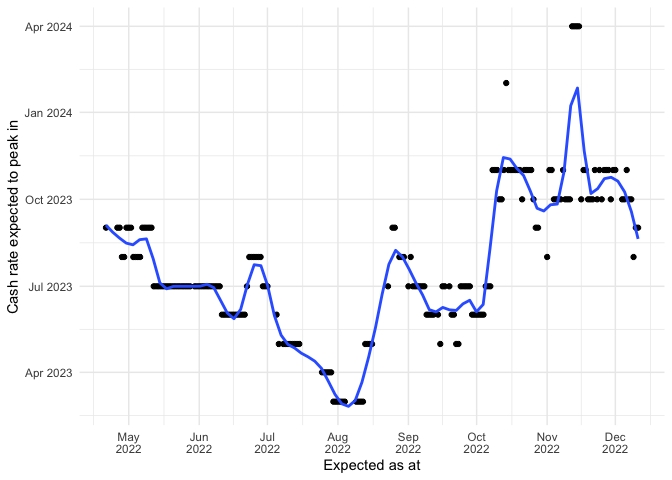 Cash rate expected to peak in
Apr 2024
Jan 2024
Oct 2023
Jul 2023
Apr 2023
May Jun Jul Aug Sep Oct Nov Dec
2022 2022 2022 2022 2022 2022 2022 2022
Expected as at